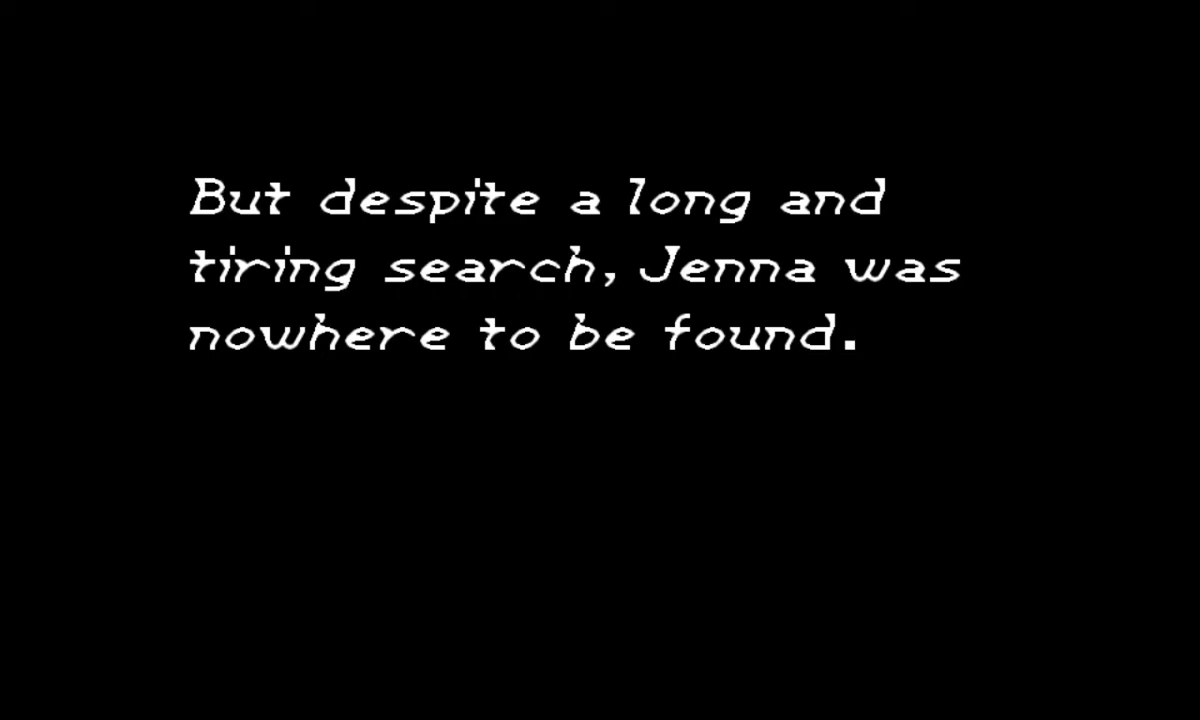 But despite a long and
tiring search, Jenna was
nowhere to be found.